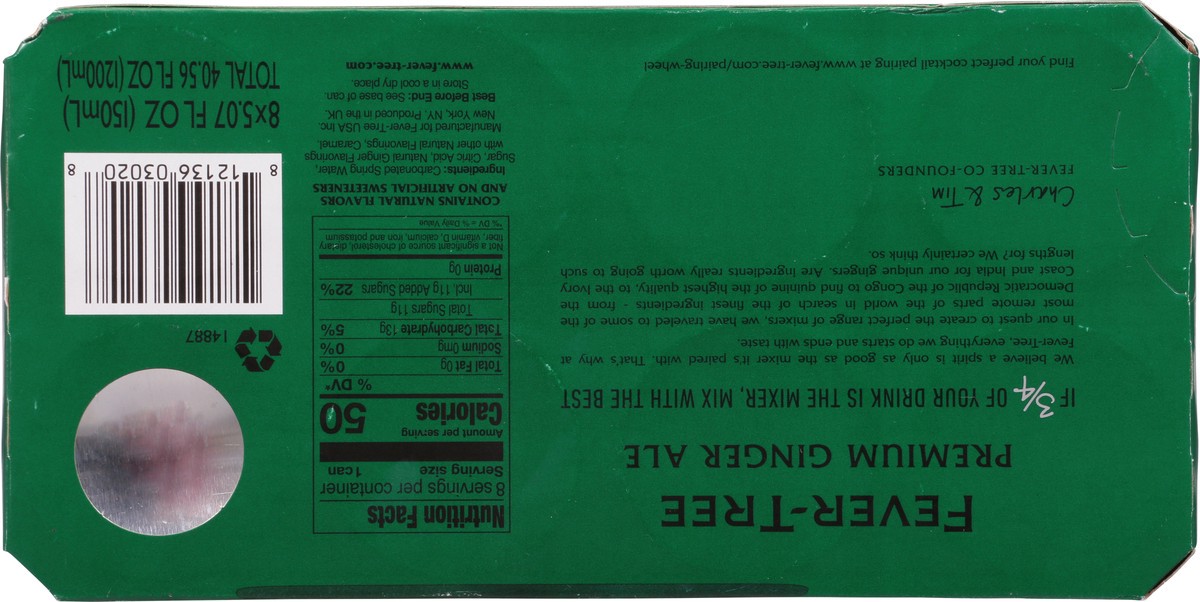 FEVER-TREE
PREMIUM GINGER ALE
IF 3/4 OF YOUR DRINK IS THE MIXER, MIX WITH THE BEST
We believe a spirit is only as good as the mixer it's paired with. That's why at
Fever-Tree, everything we do starts and ends with taste.
In our quest to create the perfect range of mixers, we have traveled to some of the
most remote parts of the world in search of the finest ingredients - from the
Democratic Republic of the Congo to find quinine of the highest quality, to the Ivory
Coast and India for our unique gingers. Are ingredients really worth going to such
lengths for? We certainly think so.
Charles & Tim
FEVER-TREE CO-FOUNDERS
Find your perfect cocktail pairing at www.fever-tree.com/pairing-wheel
Nutrition Facts
8 servings per container
Serving size 1 can
Amount per serving
Calories 50
% DV*
Total Fat 0g 0%
Sodium 0mg 0%
Total Carbohydrate 13g 5%
Total Sugars 11g
Incl. 11g Added Sugars 22%
Protein 0g
Not a significant source of cholesterol, dietary
fiber, vitamin D, calcium, iron and potassium
*% DV = % Daily Value
CONTAINS NATURAL FLAVORS
AND NO ARTIFICIAL SWEETENERS
Ingredients: Carbonated Spring Water,
Sugar, Citric Acid, Natural Ginger Flavorings
with other Natural Flavorings, Caramel.
Manufactured for Fever-Tree USA Inc.
New York, NY. Produced in the UK.
Best Before End: See base of can.
Store in a cool dry place.
www.fever-tree.com
14887
8 12136 03020 8
8x5.07 FL OZ (150mL)
TOTAL 40.56 FL OZ (1200mL)